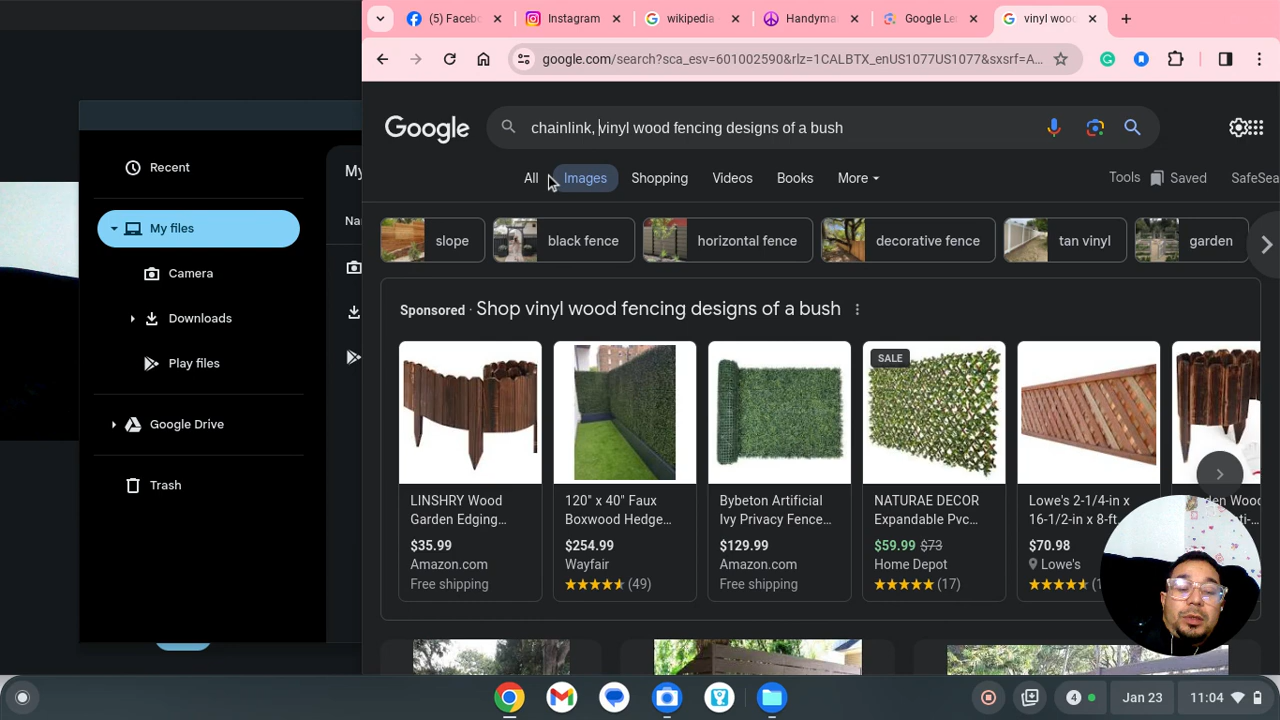 (5) Faceb
Instagram
wikipedia
Handyma
Google Le
vinyl woo
google.com/search?sca_esv=601002590&rlz=1CALBTX_enUS1077US1077&sxsrf=A...
Google
chainlink, vinyl wood fencing designs of a bush
All
Images
Shopping
Videos
Books
More
Tools
Saved
SafeSea
slope
black fence
horizontal fence
decorative fence
tan vinyl
garden
Recent
My files
Camera
Downloads
Play files
Google Drive
Trash
My
Na
Sponsored · Shop vinyl wood fencing designs of a bush
LINSHRY Wood
Garden Edging...
$35.99
Amazon.com
Free shipping
120" x 40" Faux
Boxwood Hedge...
$254.99
Wayfair
(49)
Bybeton Artificial
Ivy Privacy Fence...
$129.99
Amazon.com
Free shipping
SALE
NATURAE DECOR
Expandable Pvc...
$59.99 $73
Home Depot
(17)
Lowe's 2-1/4-in x
16-1/2-in x 8-ft
$70.98
Lowe's
4
Jan 23
11:04